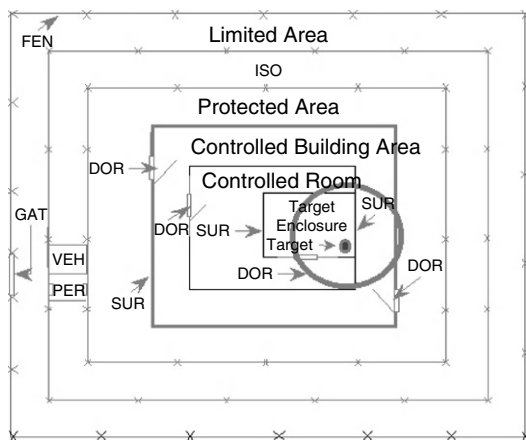 Limited Area
FEN
ISO
Protected Area
Controlled Building Area
DOR
Controlled Room
Target
SUR
GAT
Enclosure
DOR
SUR
Target
VEH
DOR
DOR
PER
SUR